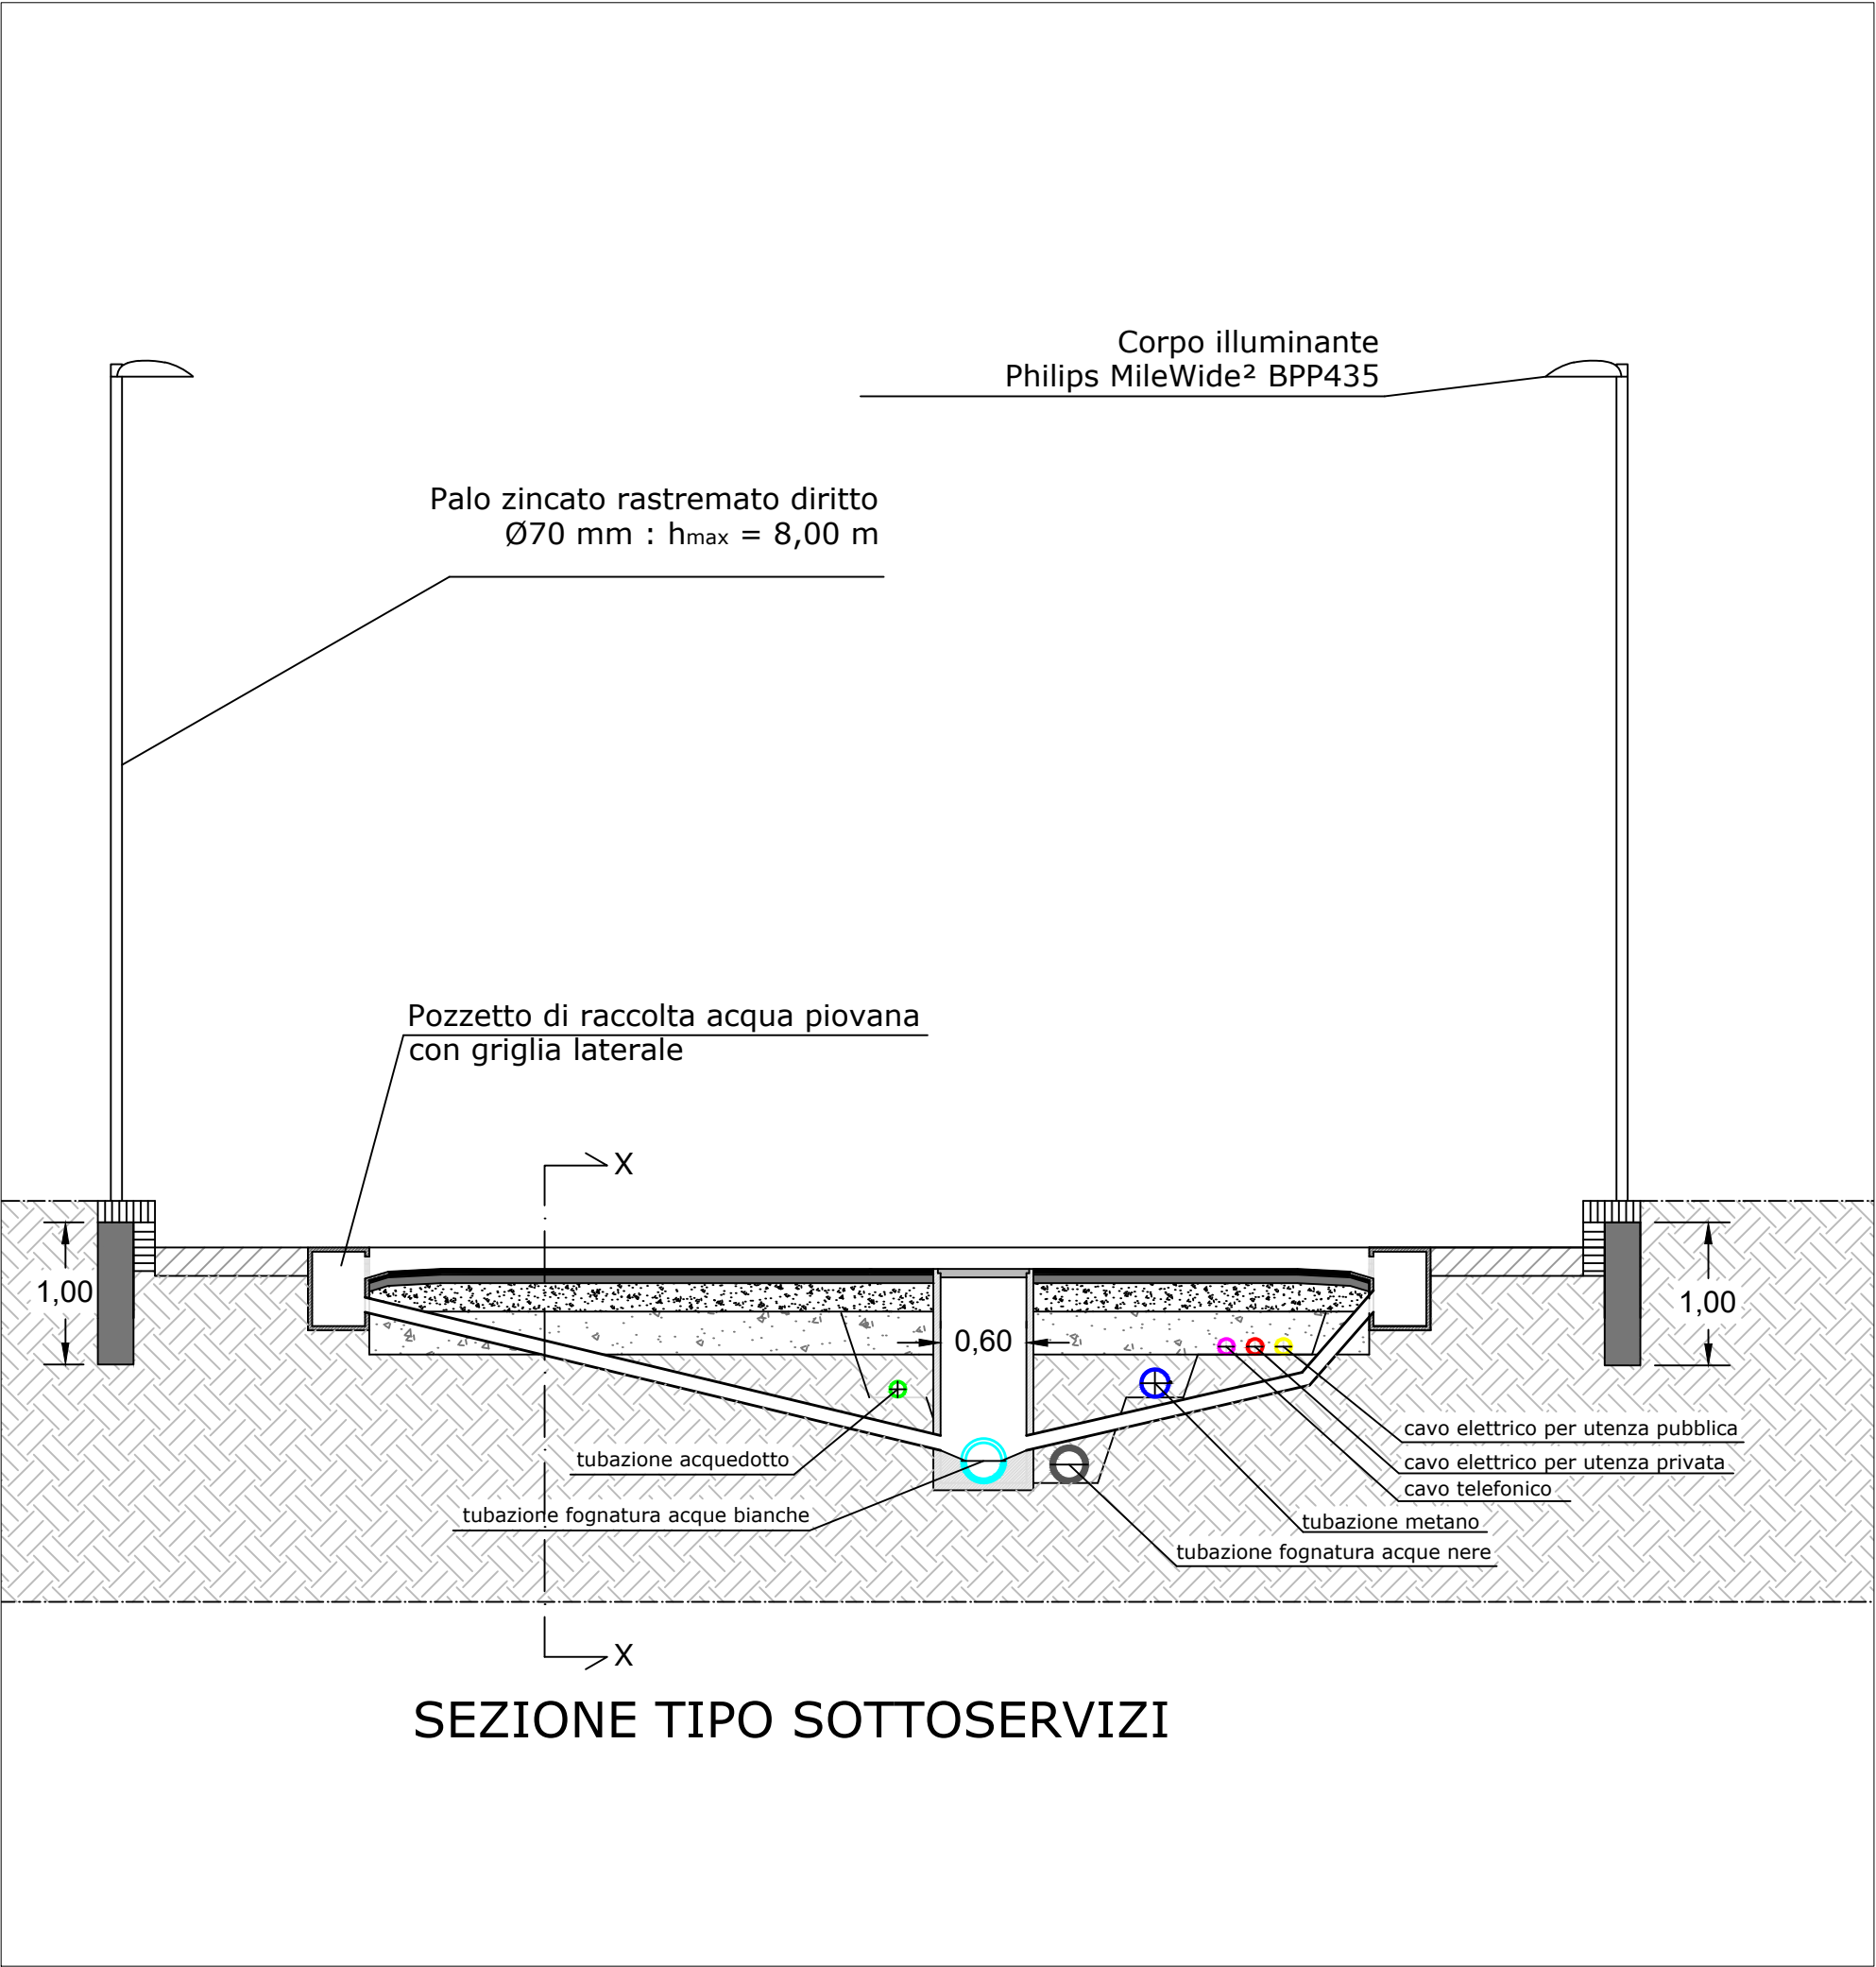 Corpo illuminante
Philips MileWide² BPP435
Palo zincato rastremato diritto
Ø70 mm : hmax = 8,00 m
Pozzetto di raccolta acqua piovana
con griglia laterale
X
1,00
1,00
0,60
cavo elettrico per utenza pubblica
tubazione acquedotto
cavo elettrico per utenza privata
cavo telefonico
tubazione fognatura acque bianche
tubazione metano
tubazione fognatura acque nere
X
SEZIONE TIPO SOTTOSERVIZI